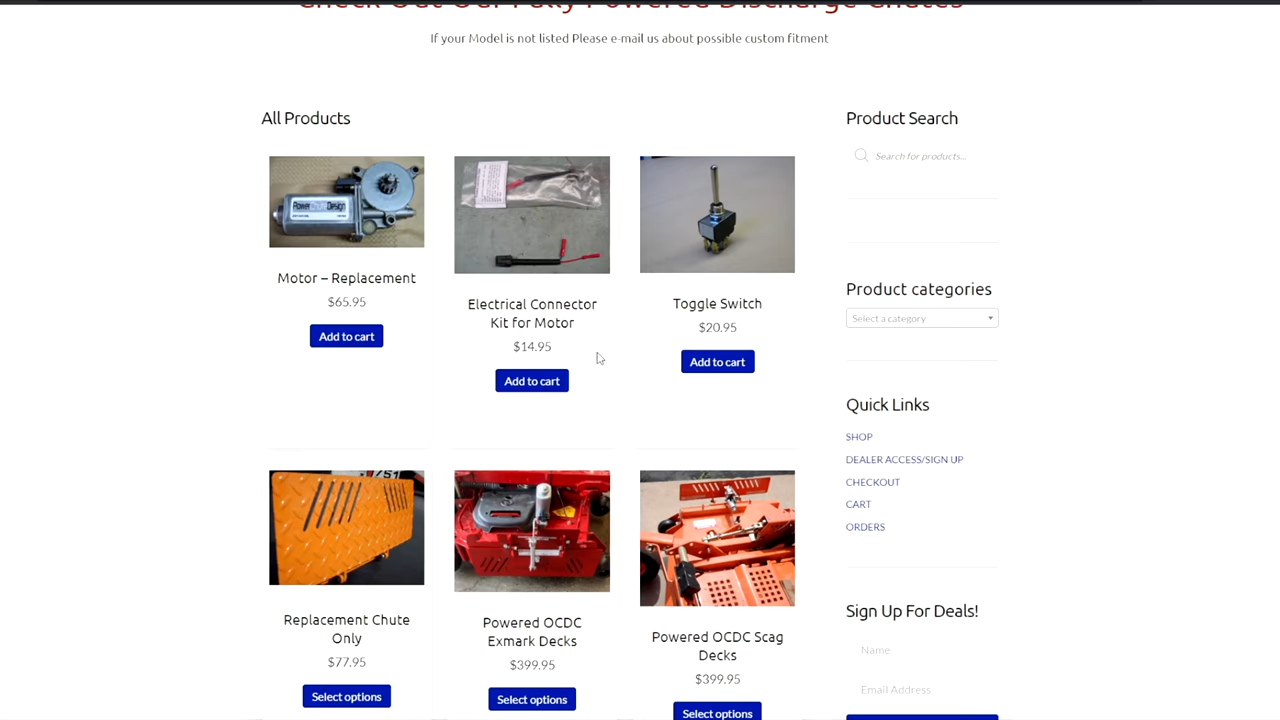 Check Out Our Fully Powered Discharge Chutes
If your Model is not listed Please e-mail us about possible custom fitment
All Products
Motor – Replacement
$65.95
Add to cart
Electrical Connector
Kit for Motor
$14.95
Add to cart
Toggle Switch
$20.95
Add to cart
Replacement Chute
Only
$77.95
Select options
Powered OCDC
Exmark Decks
$399.95
Select options
Powered OCDC Scag
Decks
$399.95
Select options
Product Search
Search for products...
Product categories
Select a category
Quick Links
SHOP
DEALER ACCESS/SIGN UP
CHECKOUT
CART
ORDERS
Sign Up For Deals!
Name
Email Address